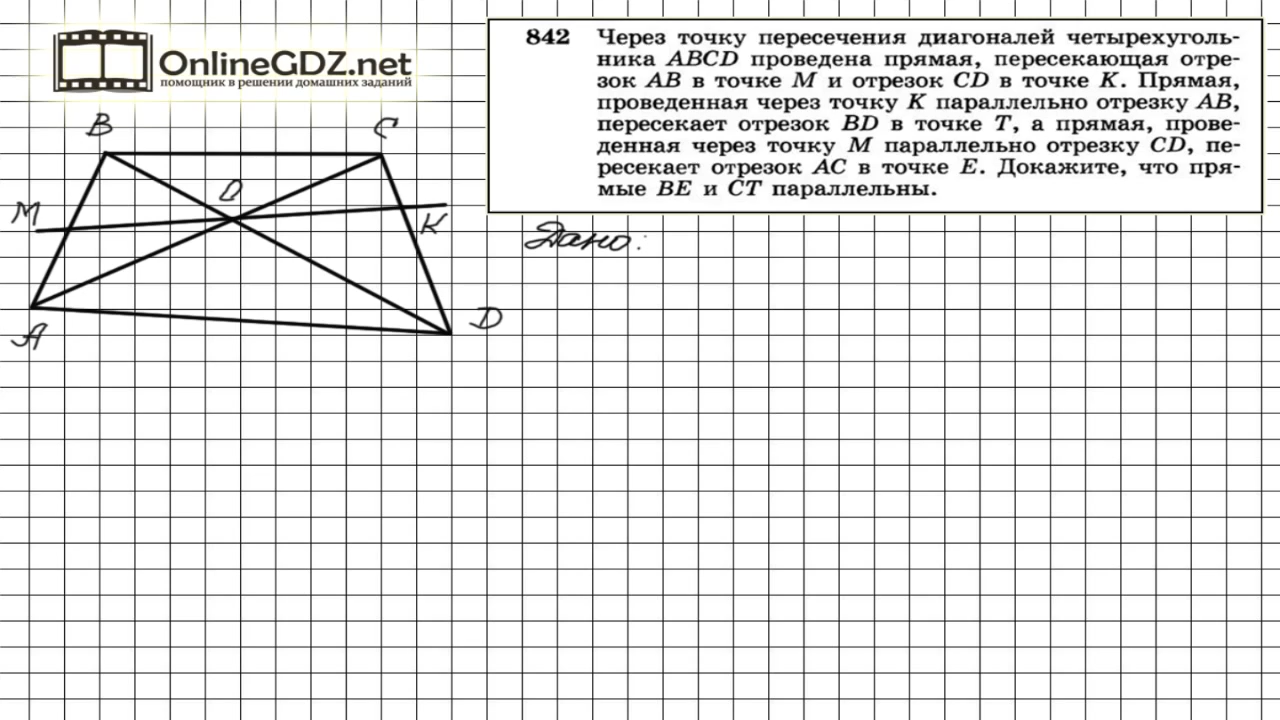 OnlineGDZ.net
помощник в решении домашних заданий
842 Через точку пересечения диагоналей четырехуголь-
ника ABCD проведена прямая, пересекающая отре-
зок AB в точке M и отрезок CD в точке K. Прямая,
проведенная через точку K параллельно отрезку AB,
пересекает отрезок BD в точке T, а прямая, прове-
денная через точку M параллельно отрезку CD, пе-
ресекает отрезок AC в точке E. Докажите, что пря-
мые BE и CT параллельны.
B
C
O
M
K
A
D
Дано: